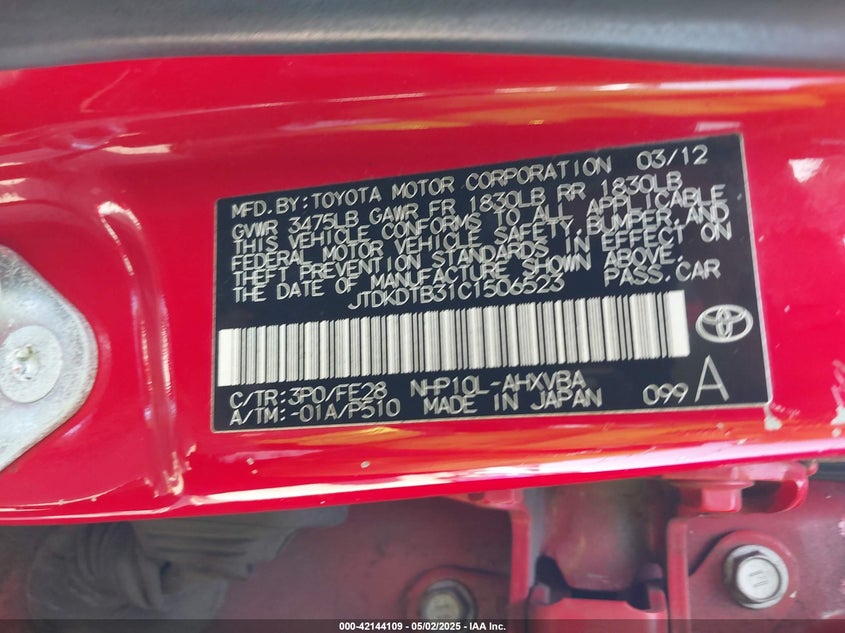 MFD. BY: TOYOTA MOTOR CORPORATION 03/12
GVWR 3475LB GAWR FR 1830LB RR 1830LB
THIS VEHICLE CONFORMS TO ALL APPLICABLE
FEDERAL MOTOR VEHICLE SAFETY, BUMPER, AND
THEFT PREVENTION STANDARDS IN EFFECT ON
THE DATE OF MANUFACTURE SHOWN ABOVE.
JTDKDTB31C1506523 PASS. CAR
C/TR: 3P0/FE28 NHP10L-AHXVBA
A/TM: -01A/P510 MADE IN JAPAN 099 A
000-42144109 - 05/02/2025 - IAA Inc.